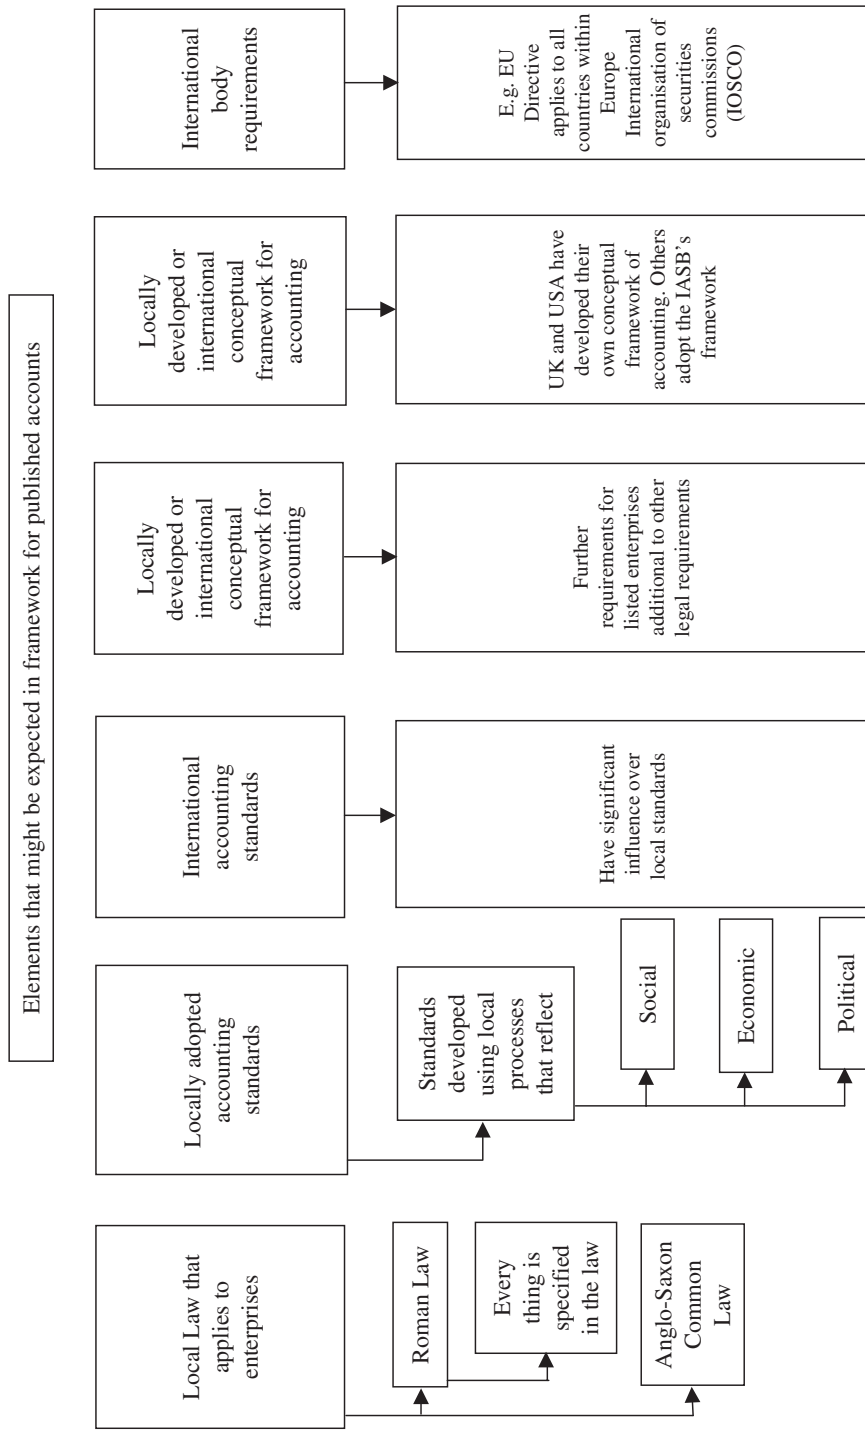 Elements that might be expected in framework for published accounts
Local Law that
applies to
enterprises
Roman Law
Every
thing is
specified
in the law
Anglo-Saxon
Common
Law
Locally adopted
accounting
standards
Standards
developed
using local
processes
that reflect
Social
Economic
Political
International
accounting
standards
Have significant
influence over
local standards
Locally
developed or
international
conceptual
framework for
accounting
Further
requirements for
listed enterprises
additional to other
legal requirements
Locally
developed or
international
conceptual
framework for
accounting
UK and USA have
developed their
own conceptual
framework of
accounting. Others
adopt the IASB's
framework
International
body
requirements
E.g. EU
Directive
applies to all
countries within
Europe
International
organisation of
securities
commissions
(IOSCO)